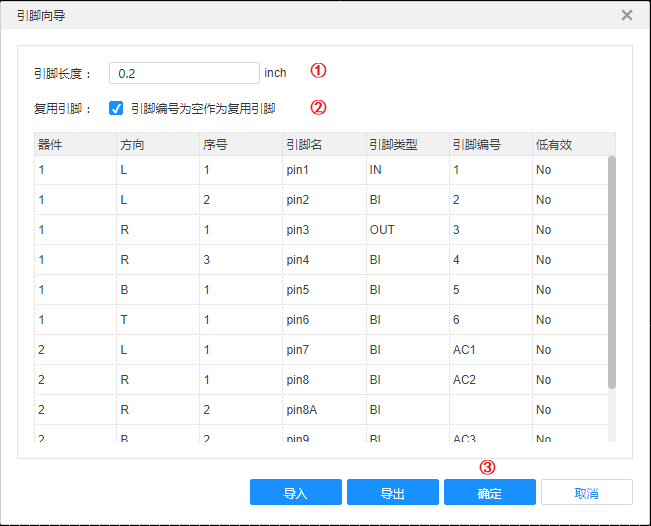 引脚向导
引脚长度： 0.2 inch ①
复用引脚： 引脚编号为空作为复用引脚 ②
器件 方向 序号 引脚名 引脚类型 引脚编号 低有效
1 L 1 pin1 IN 1 No
1 L 2 pin2 BI 2 No
1 R 1 pin3 OUT 3 No
1 R 3 pin4 BI 4 No
1 B 1 pin5 BI 5 No
1 T 1 pin6 BI 6 No
2 L 1 pin7 BI AC1 No
2 R 1 pin8 BI AC2 No
2 R 2 pin8A BI No
2 B 2 pin9 BI AC3 No
③
导入 导出 确定 取消